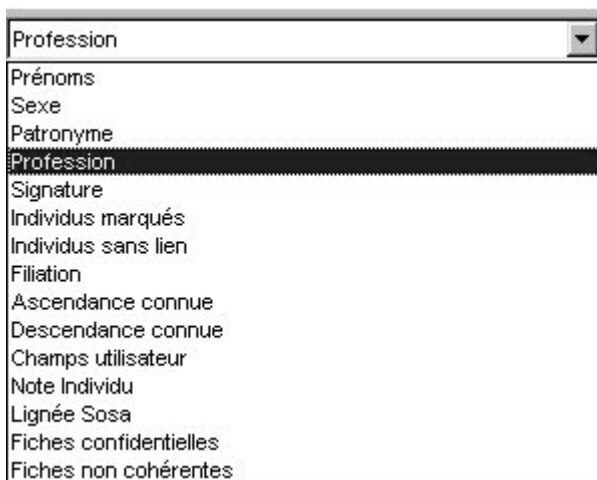 Profession
Prénoms
Sexe
Patronyme
Profession
Signature
Individus marqués
Individus sans lien
Filiation
Ascendance connue
Descendance connue
Champs utilisateur
Note Individu
Lignée Sosa
Fiches confidentielles
Fiches non cohérentes